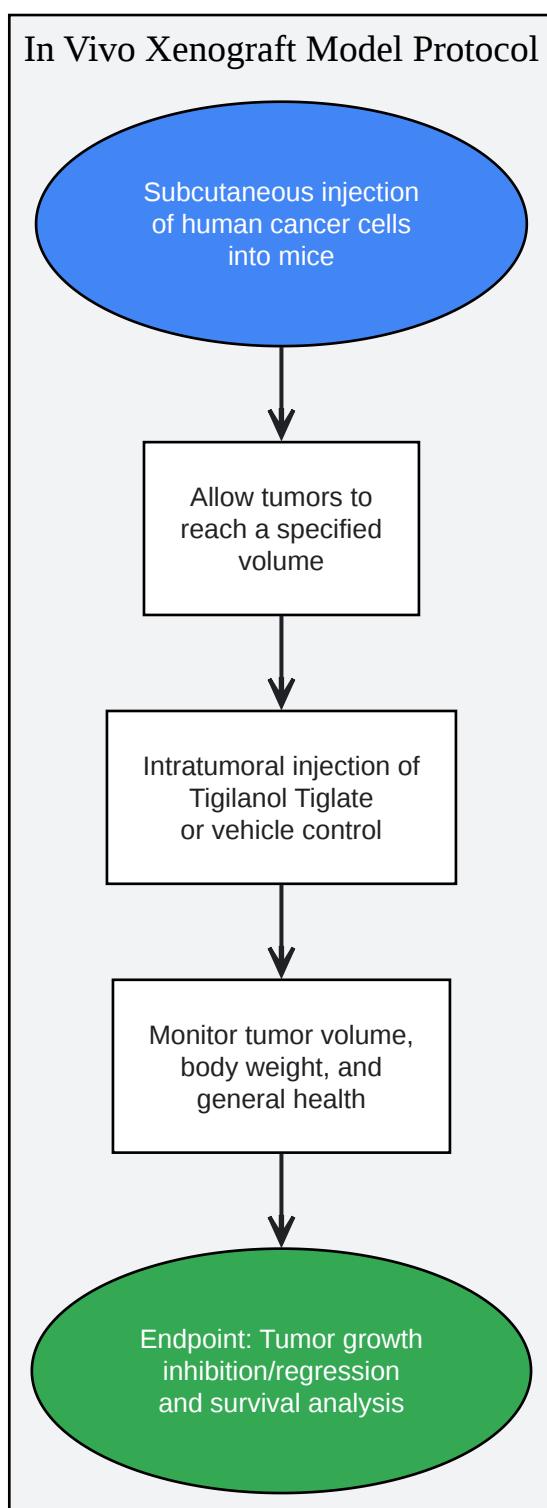 In Vivo Xenograft Model Protocol
Subcutaneous injection
of human cancer cells
into mice
Allow tumors to
reach a specified
volume
Intratumoral injection of
Tigilanol Tiglate
or vehicle control
Monitor tumor volume,
body weight, and
general health
Endpoint: Tumor growth
inhibition/regression
and survival analysis